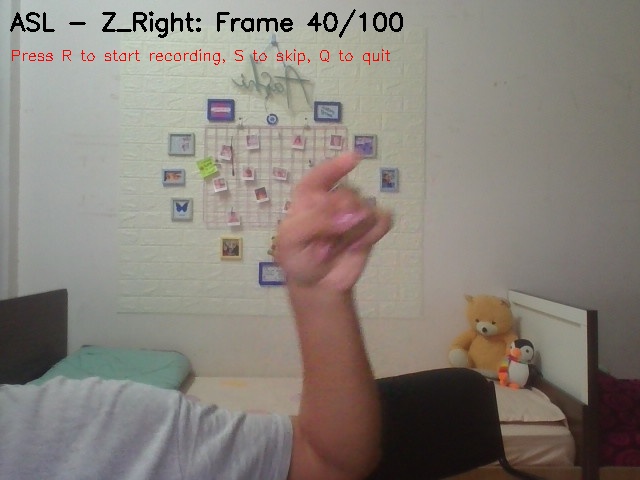 ASL - Z_Right: Frame 40/100
Press R to start recording, S to skip, Q to quit